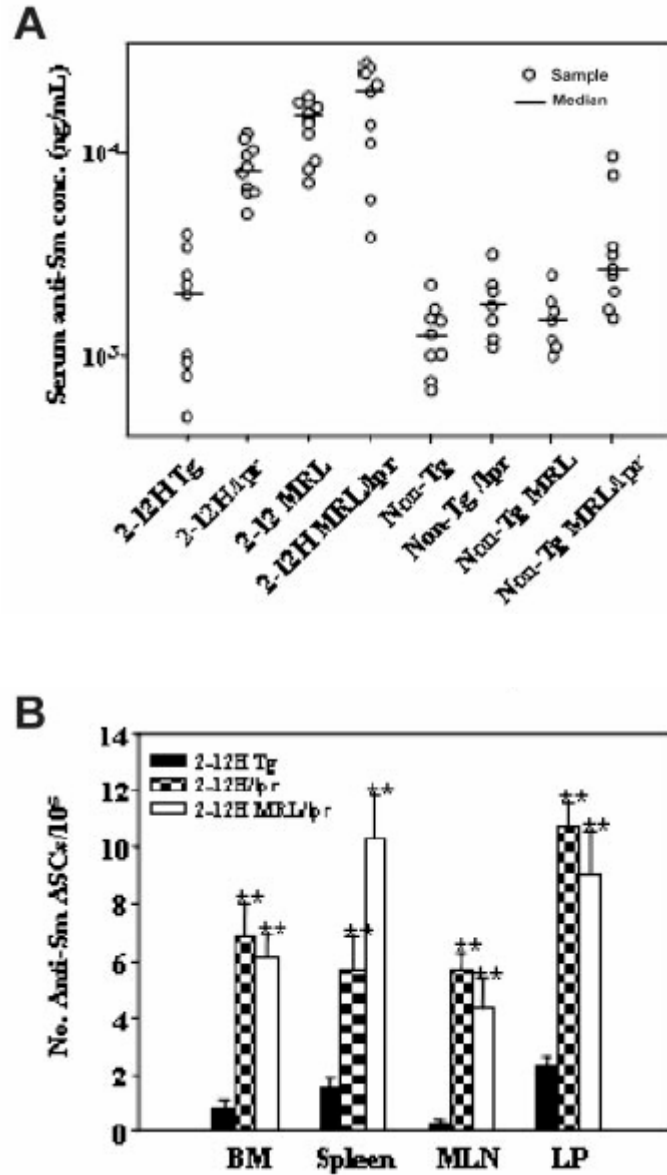 A
Serum anti-Sm conc. (ng/mL)
Sample
Median
10⁻⁴
10³
2-12H Tg
2-12H/lpr
2-12 MRL
2-12H MRL/lpr
Non-Tg
Non-Tg /lpr
Non-Tg MRL
Non-Tg MRL/lpr
B
No. Anti-Sm ASCs/10⁶
14
12
10
8
6
4
2
0
2-12H Tg
2-12H/lpr
2-12H MRL/lpr
** ** ** ** ** ** ** **
BM Spleen MLN LP